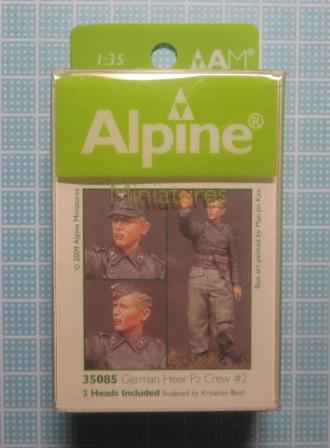 1:35
AM®
Alpine®
Miniatures
© 2009 Alpine Miniatures
Box art painted by Man-Jin Kim
35085 German Heer Pz Crew #2
2 Heads Included Sculpted by Krisztian Bodi